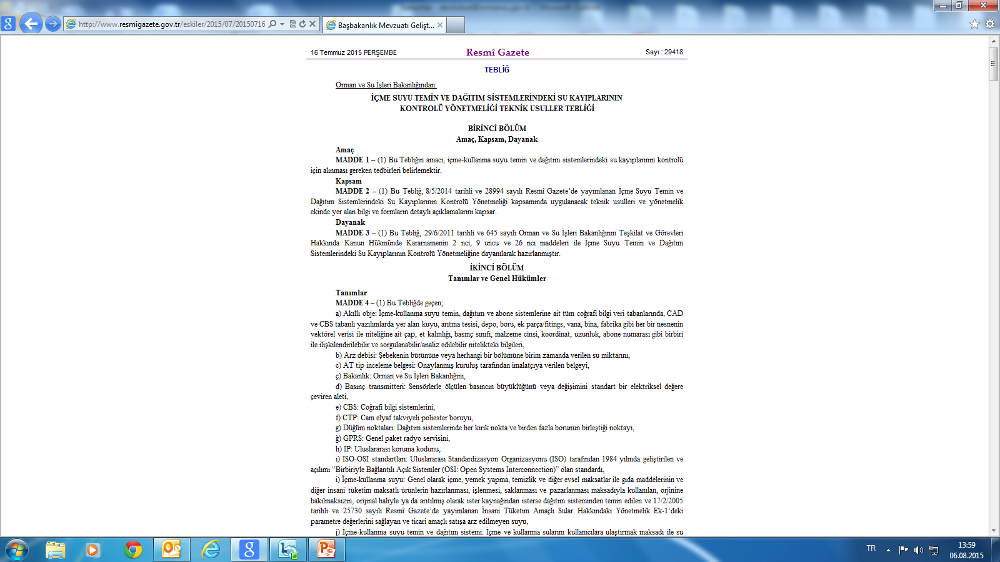 http://www.resmigazete.gov.tr/eskiler/2015/07/20150716
Başbakanlık Mevzuatı Gelişt...
16 Temmuz 2015 PERŞEMBE
Resmî Gazete
Sayı : 29418
TEBLİĞ
Orman ve Su İşleri Bakanlığından:
İÇME SUYU TEMİN VE DAĞITIM SİSTEMLERİNDEKİ SU KAYIPLARININ
KONTROLÜ YÖNETMELİĞİ TEKNİK USULLER TEBLİĞİ
BİRİNCİ BÖLÜM
Amaç, Kapsam, Dayanak
Amaç
MADDE 1 – (1) Bu Tebliğin amacı, içme-kullanma suyu temin ve dağıtım sistemlerindeki su kayıplarının kontrolü
için alınması gereken tedbirleri belirlemektir.
Kapsam
MADDE 2 – (1) Bu Tebliğ, 8/5/2014 tarihli ve 28994 sayılı Resmî Gazete’de yayımlanan İçme Suyu Temin ve
Dağıtım Sistemlerindeki Su Kayıplarının Kontrolü Yönetmeliği kapsamında uygulanacak teknik usulleri ve yönetmelik
ekinde yer alan bilgi ve formların detaylı açıklamalarını kapsar.
Dayanak
MADDE 3 – (1) Bu Tebliğ, 29/6/2011 tarihli ve 645 sayılı Orman ve Su İşleri Bakanlığının Teşkilat ve Görevleri
Hakkında Kanun Hükmünde Kararnamenin 2 nci, 9 uncu ve 26 ncı maddeleri ile İçme Suyu Temin ve Dağıtım
Sistemlerindeki Su Kayıplarının Kontrolü Yönetmeliğine dayanılarak hazırlanmıştır.
İKİNCİ BÖLÜM
Tanımlar ve Genel Hükümler
Tanımlar
MADDE 4 – (1) Bu Tebliğde geçen;
a) Akıllı obje: İçme-kullanma suyu temin, dağıtım ve abone sistemlerine ait tüm coğrafi bilgi veri tabanlarında, CAD
ve CBS tabanlı yazılımlarda yer alan kuyu, arıtma tesisi, depo, boru, ek parça/fitings, vana, bina, fabrika gibi her bir nesnenin
vektörel verisi ile niteliğine ait çap, et kalınlığı, basınç sınıfı, malzeme cinsi, koordinat, uzunluk, abone numarası gibi birbiri
ile ilişkilendirilebilir ve sorgulanabilir/analiz edilebilir nitelikteki bilgileri,
b) Arz debisi: Şebekenin bütününe veya herhangi bir bölümüne birim zamanda verilen su miktarını,
c) AT tip inceleme belgesi: Onaylanmış kuruluş tarafından imalatçıya verilen belgeyi,
ç) Bakanlık: Orman ve Su İşleri Bakanlığını,
d) Basınç transmitteri: Sensörlerle ölçülen basıncın büyüklüğünü veya değişimini standart bir elektriksel değere
çeviren aleti,
e) CBS: Coğrafi bilgi sistemlerini,
f) CTP: Cam elyaf takviyeli poliester boruyu,
g) Düğüm noktaları: Dağıtım sistemlerinde her kırık nokta ve birden fazla borunun birleştiği noktayı,
ğ) GPRS: Genel paket radyo servisini,
h) IP: Uluslararası koruma kodunu,
ı) ISO-OSI standartları: Uluslararası Standardizasyon Organizasyonu (ISO) tarafından 1984 yılında geliştirilen ve
açılımı “Birbiriyle Bağlantılı Açık Sistemler (OSI: Open Systems Interconnection)” olan standardı,
i) İçme-kullanma suyu: Genel olarak içme, yemek yapma, temizlik ve diğer evsel maksatlar ile gıda maddelerinin ve
diğer insani tüketim maksatlı ürünlerin hazırlanması, işlenmesi, saklanması ve pazarlanması maksadıyla kullanılan, orjinine
bakılmaksızın, orijinal haliyle ya da arıtılmış olarak ister kaynağından isterse dağıtım sisteminden temin edilen ve 17/2/2005
tarihli ve 25730 sayılı Resmî Gazete’de yayımlanan İnsani Tüketim Amaçlı Sular Hakkındaki Yönetmelik Ek-1’deki
parametre değerlerini sağlayan ve ticari amaçlı satışa arz edilmeyen suyu,
j) İçme-kullanma suyu temin ve dağıtım sistemi: İçme ve kullanma sularını kullanıcılara ulaştırmak maksadı ile su
TR
13:59
06.08.2015